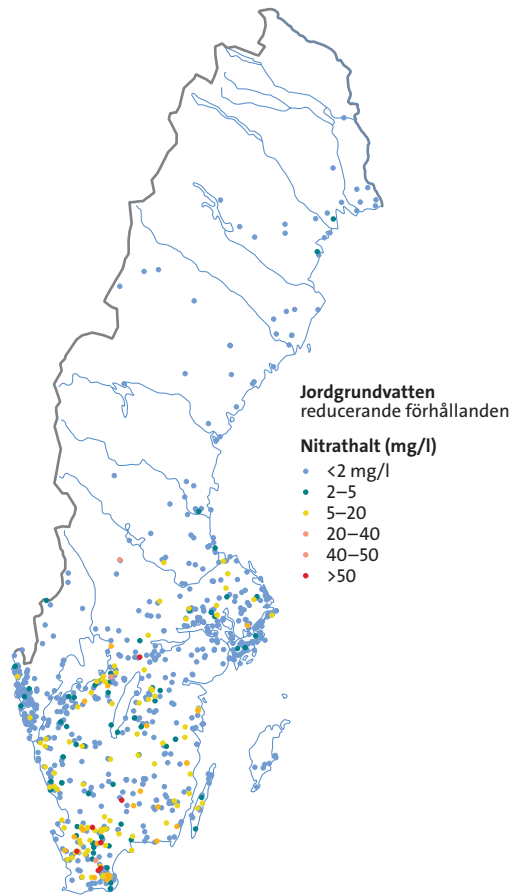 Jordgrundvatten
reducerande förhållanden
Nitrathalt (mg/l)
<2 mg/l
2–5
5–20
20–40
40–50
>50